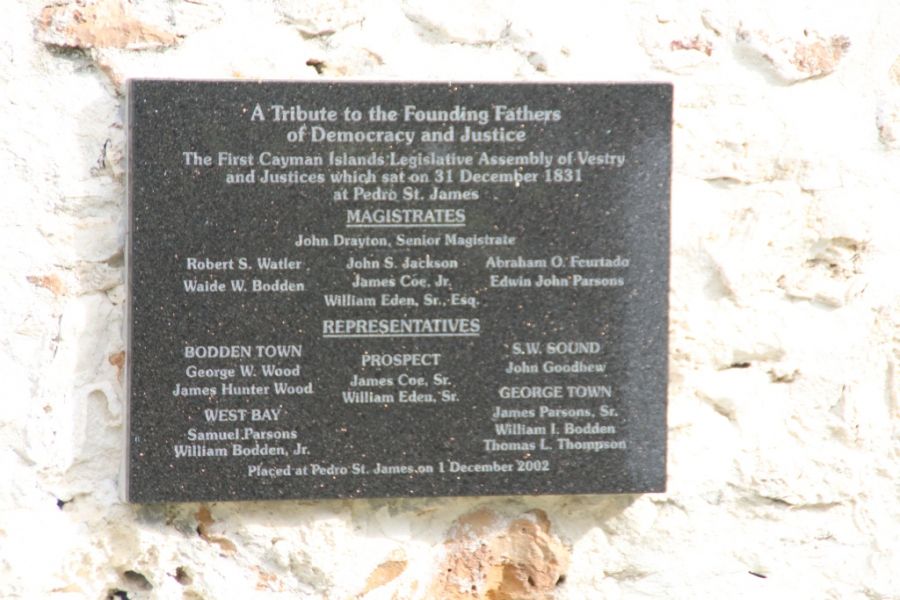 A Tribute to the Founding Fathers
of Democracy and Justice
The First Cayman Islands Legislative Assembly of Vestry
and Justices which sat on 31 December 1831
at Pedro St. James
MAGISTRATES
John Drayton, Senior Magistrate
Robert S. Watler John S. Jackson Abraham O. Feurtado
Waide W. Bodden James Coe, Jr. Edwin John Parsons
William Eden, Sr., Esq.
REPRESENTATIVES
BODDEN TOWN
George W. Wood
James Hunter Wood
WEST BAY
Samuel Parsons
William Bodden, Jr.
PROSPECT
James Coe, Sr.
William Eden, Sr.
S.W. SOUND
John Goodhew
GEORGE TOWN
James Parsons, Sr.
William I. Bodden
Thomas L. Thompson
Placed at Pedro St. James on 1 December 2002